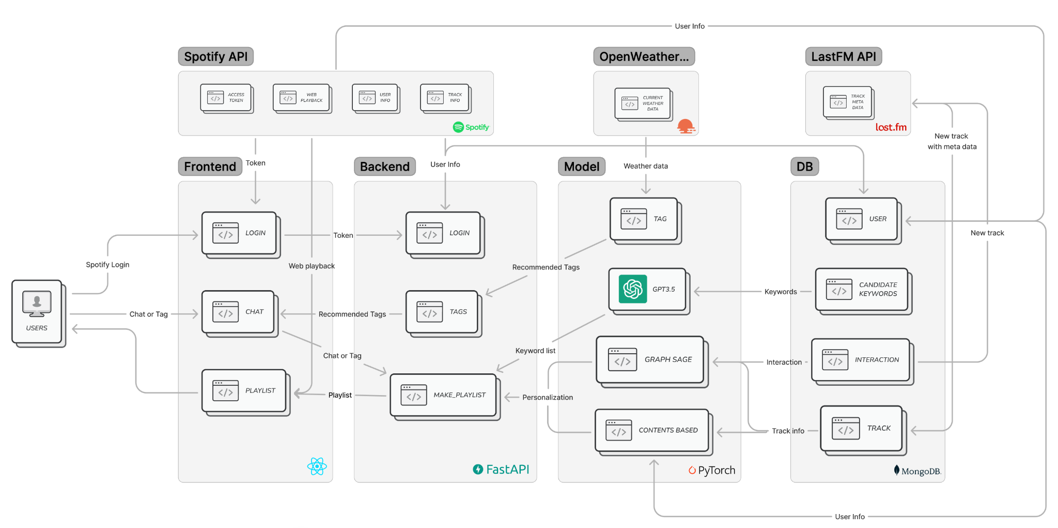 User Info
Spotify API
OpenWeather...
LastFM API
ACCESS
TOKEN
WEB
PLAYBACK
USER
INFO
TRACK
INFO
CURRENT
WEATHER
DATA
TRACK
META
DATA
Spotify
lost.fm
New track
with meta data
Token
User Info
Weather data
Frontend
Backend
Model
DB
LOGIN
Token
LOGIN
TAG
USER
New track
Spotify Login
Web playback
Recommended Tags
USERS
Chat or Tag
CHAT
Recommended Tags
TAGS
GPT3.5
Keywords
CANDIDATE
KEYWORDS
Chat or Tag
Keyword list
GRAPH SAGE
Interaction
INTERACTION
PLAYLIST
Playlist
MAKE_PLAYLIST
Personalization
CONTENTS BASED
Track info
TRACK
FastAPI
PyTorch
MongoDB.
User Info